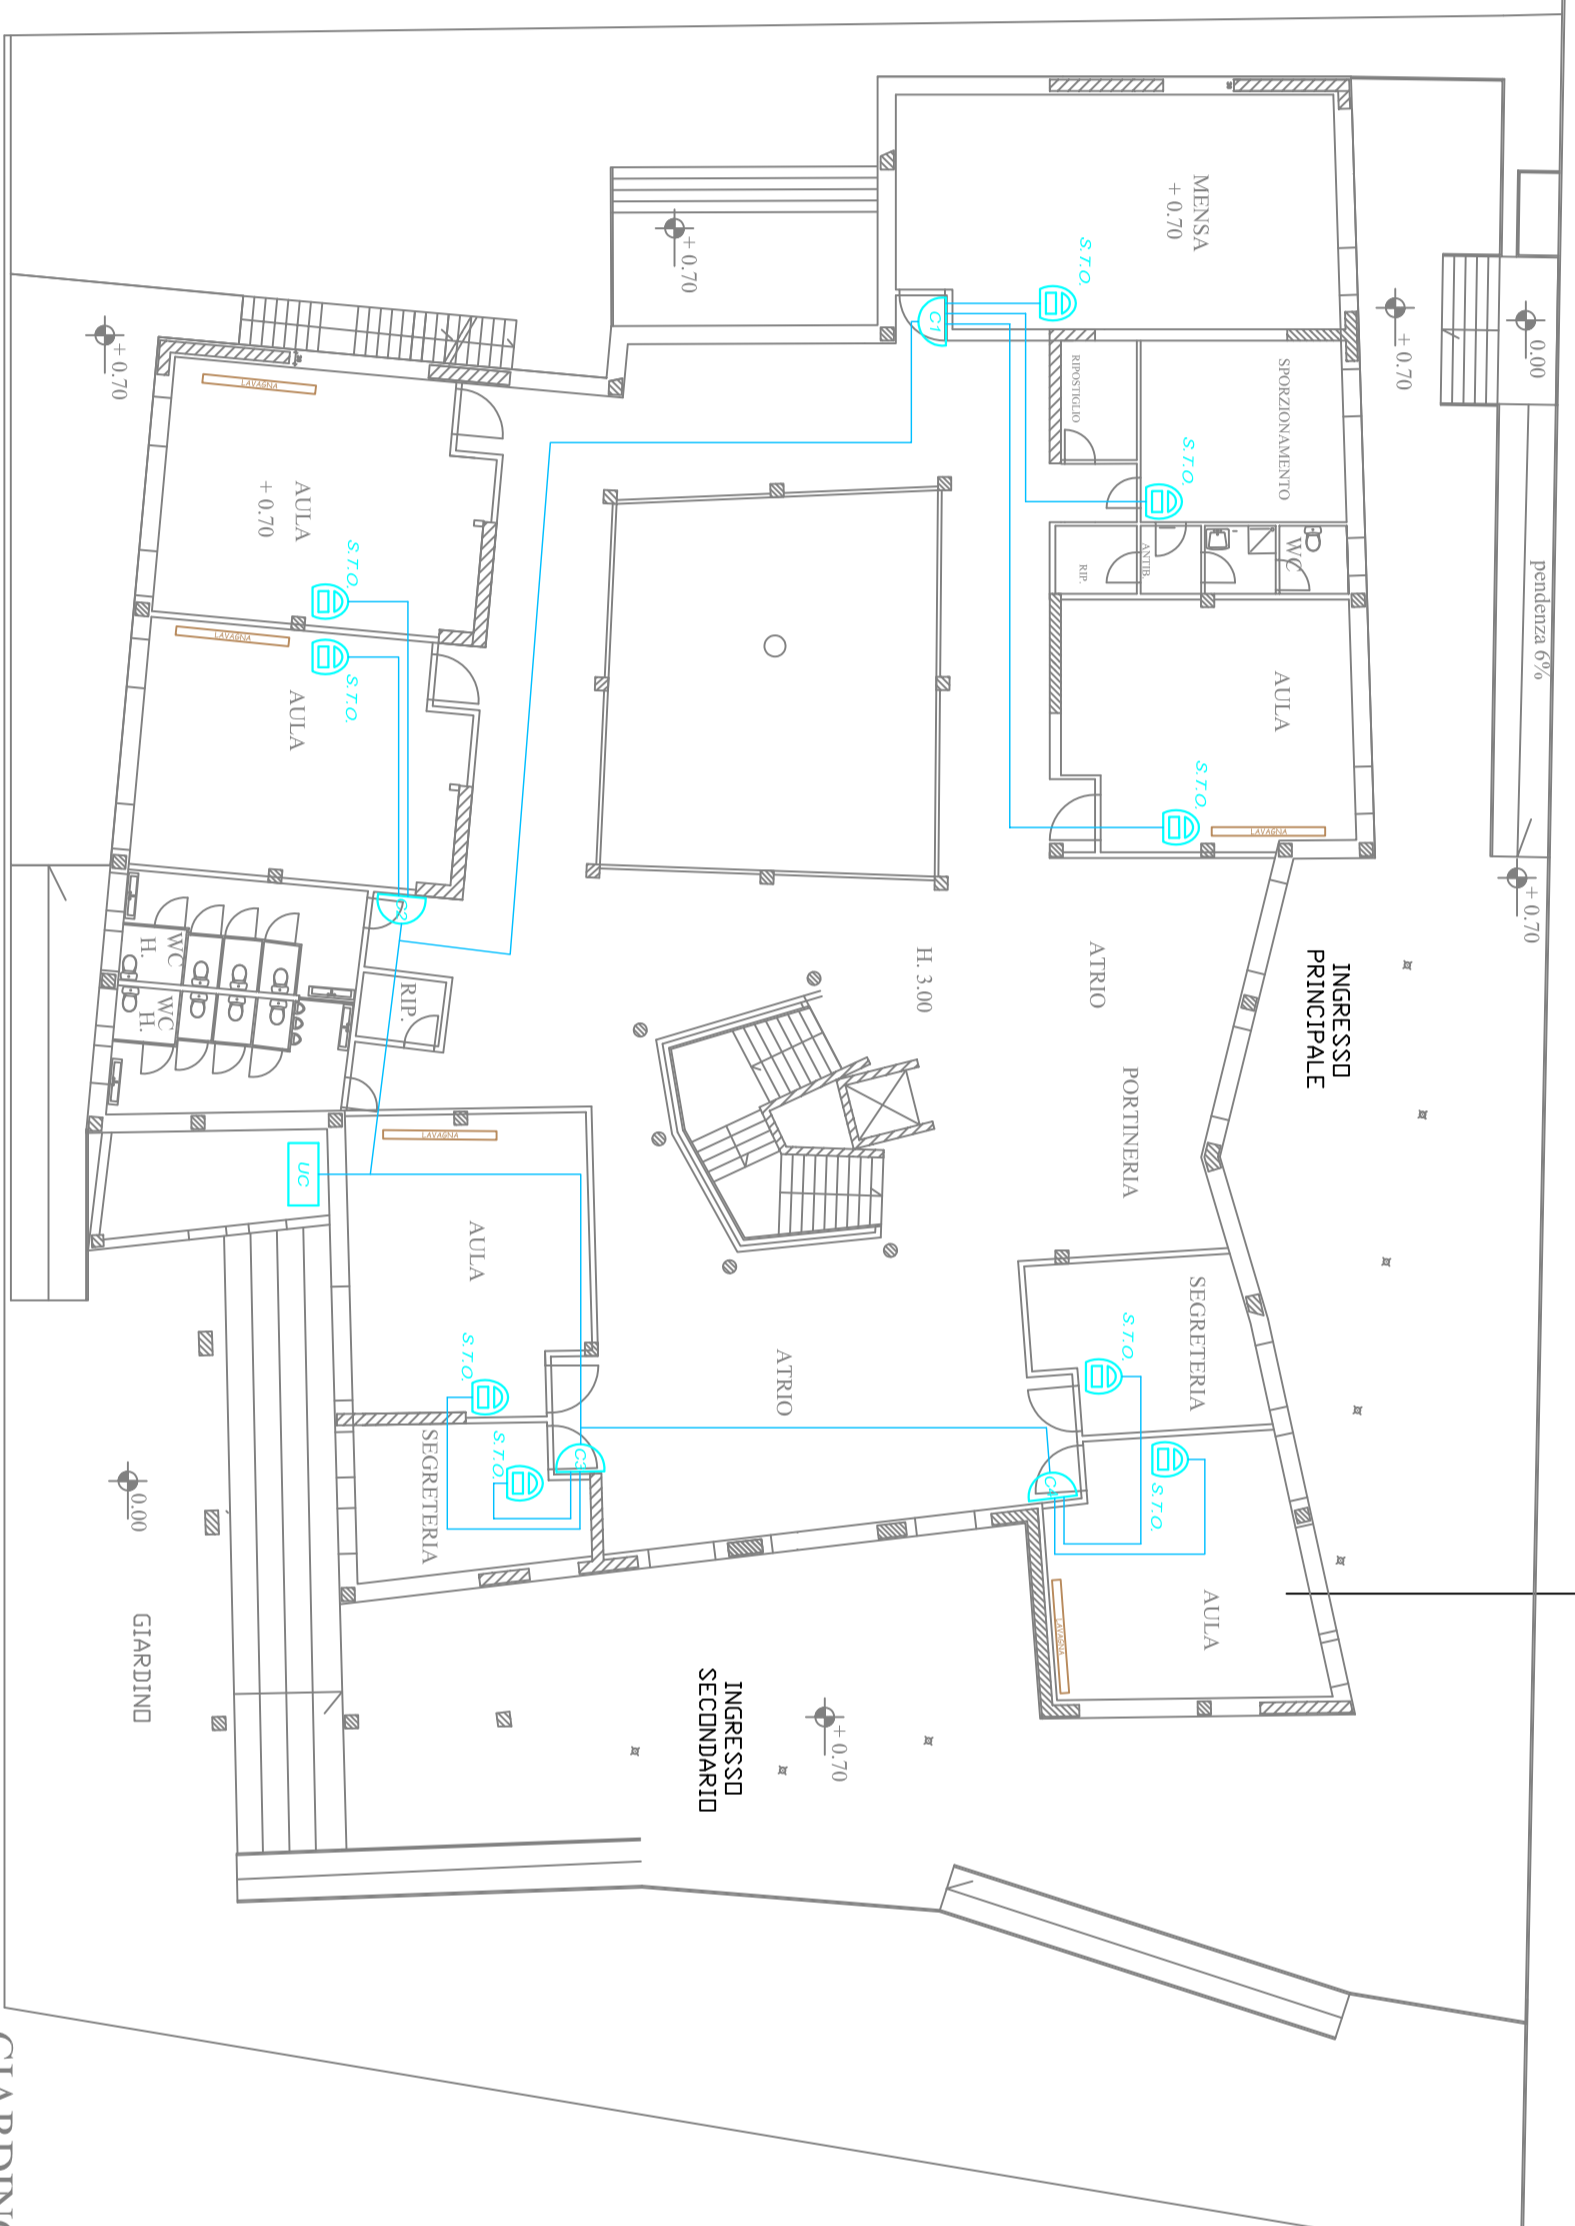 0.00
+ 0.70
MENSA
+ 0.70
+ 0.70
+ 0.70
S.T.O.
C1
RIPOSTIGLIO
SPORZIONAMENTO
S.T.O.
LAVAGNA
AULA
+ 0.70
S.T.O.
WC
ANTIB.
RIP.
pendenza 6%
LAVAGNA
S.T.O.
AULA
AULA
S.T.O.
LAVAGNA
+ 0.70
C2
WC
H.
WC
H.
RIP.
H. 3.00
ATRIO
INGRESSO
PRINCIPALE
PORTINERIA
LAVAGNA
UC
AULA
S.T.O.
ATRIO
SEGRETERIA
S.T.O.
SEGRETERIA
S.T.O.
C3
C4
S.T.O.
AULA
LAVAGNA
0.00
GIARDINO
INGRESSO
SECONDARIO
+ 0.70
GIARDINO